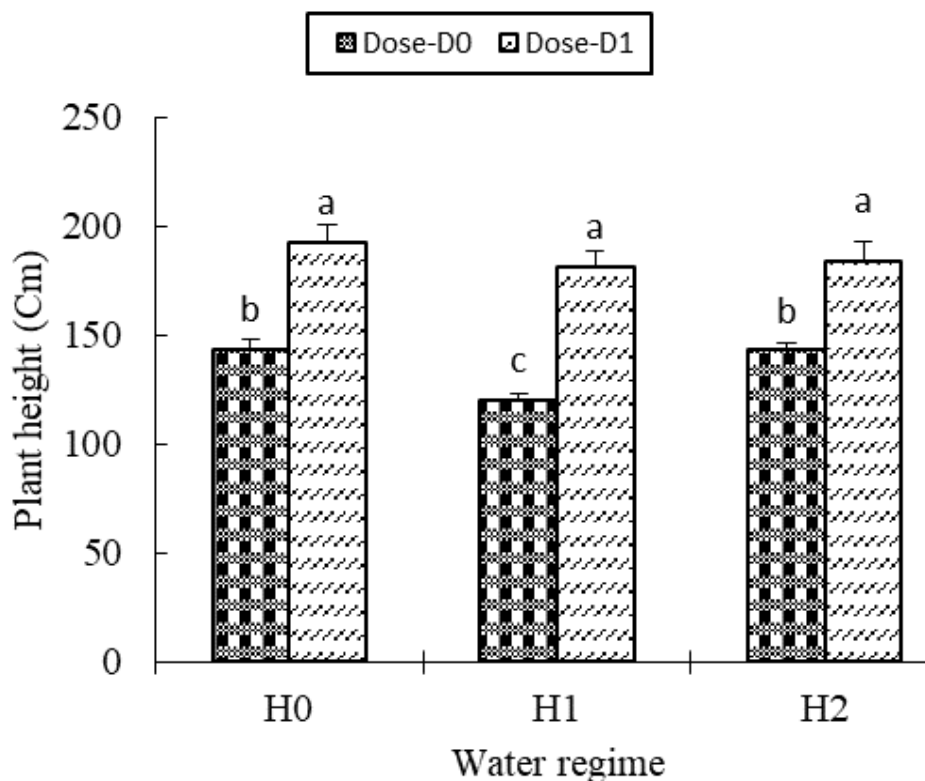 Dose-D0 Dose-D1
250
200
150
100
50
0
Plant height (Cm)
b a c a b a
H0 H1 H2
Water regime